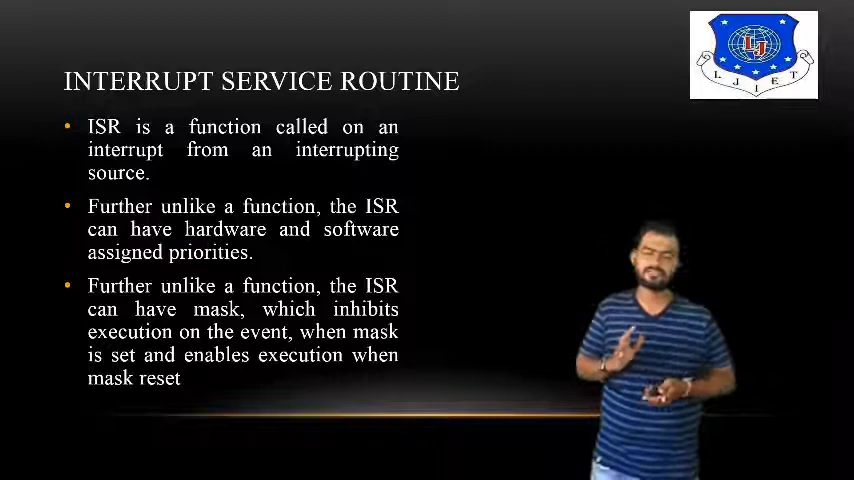 INTERRUPT SERVICE ROUTINE
• ISR is a function called on an
interrupt from an interrupting
source.
• Further unlike a function, the ISR
can have hardware and software
assigned priorities.
• Further unlike a function, the ISR
can have mask, which inhibits
execution on the event, when mask
is set and enables execution when
mask reset
LJ
L J I E T